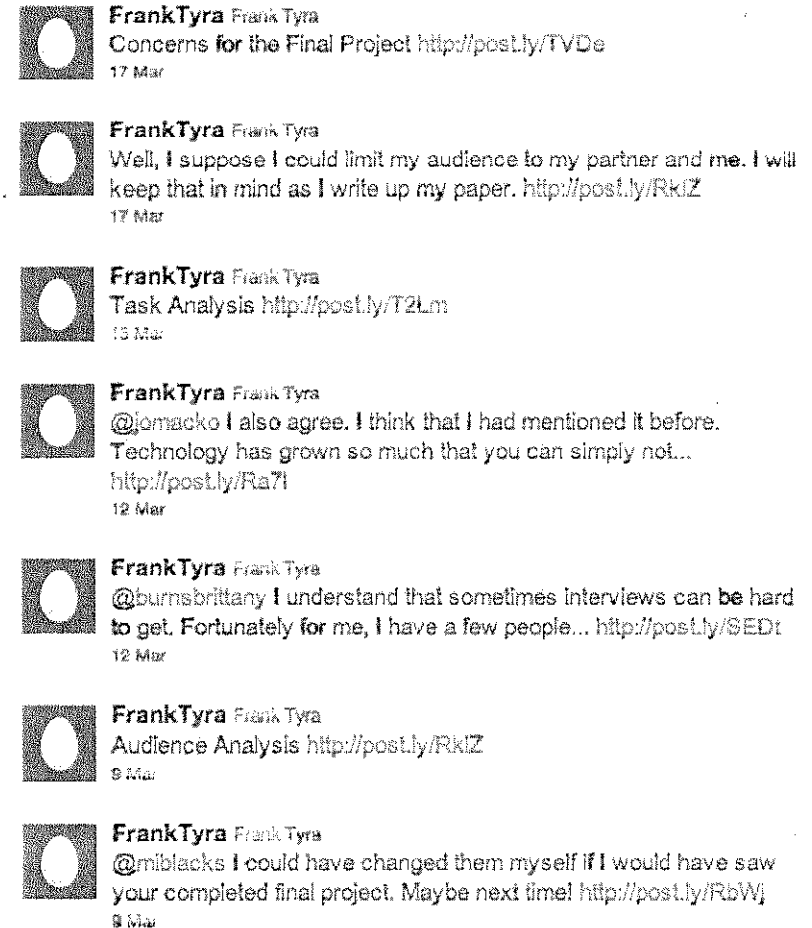 FrankTyra Frank Tyra
Concerns for the Final Project http://post.ly/TVDe
17 Mar
FrankTyra Frank Tyra
Well, I suppose I could limit my audience to my partner and me. I will
keep that in mind as I write up my paper. http://post.ly/RklZ
17 Mar
FrankTyra Frank Tyra
Task Analysis http://post.ly/T2Lm
13 Mar
FrankTyra Frank Tyra
@jomacko I also agree. I think that I had mentioned it before.
Technology has grown so much that you can simply not...
http://post.ly/Ra7l
12 Mar
FrankTyra Frank Tyra
@burnsbrittany I understand that sometimes interviews can be hard
to get. Fortunately for me, I have a few people... http://post.ly/SEDt
12 Mar
FrankTyra Frank Tyra
Audience Analysis http://post.ly/RklZ
9 Mar
FrankTyra Frank Tyra
@miblacks I could have changed them myself if I would have saw
your completed final project. Maybe next time! http://post.ly/RbWj
9 Mar